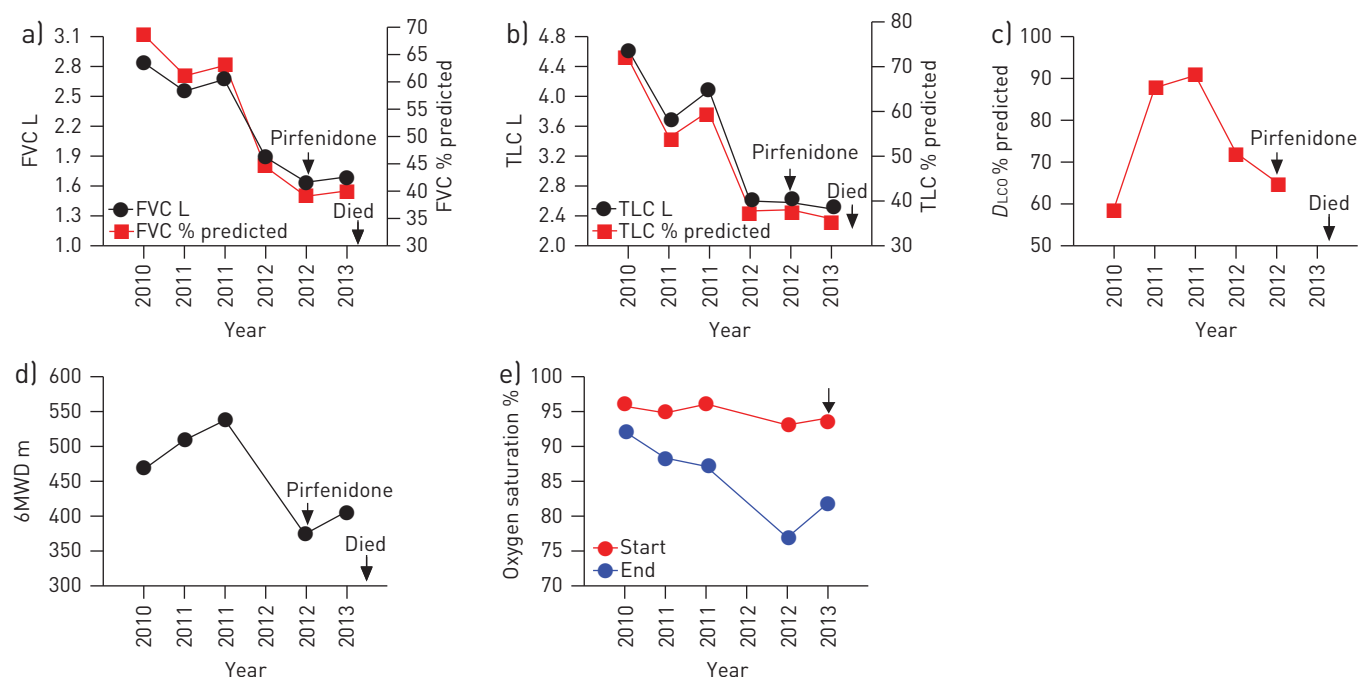 a)
FVC L
3.1
2.8
2.5
2.2
1.9
1.6
1.3
1.0
70
65
60
55
50
45
40
35
30
FVC % predicted
Pirfenidone
Died
FVC L
FVC % predicted
2010
2011
2011
2012
2012
2013
Year
b)
TLC L
4.8
4.4
4.0
3.6
3.2
2.8
2.4
2.0
80
70
60
50
40
30
TLC % predicted
Pirfenidone
Died
TLC L
TLC % predicted
2010
2011
2011
2012
2012
2013
Year
c)
DLCO % predicted
100
90
80
70
60
50
Pirfenidone
Died
2010
2011
2011
2012
2012
2013
Year
d)
6MWD m
600
550
500
450
400
350
300
Pirfenidone
Died
2010
2011
2011
2012
2012
2013
Year
e)
Oxygen saturation %
100
95
90
85
80
75
70
Start
End
2010
2011
2011
2012
2012
2013
Year